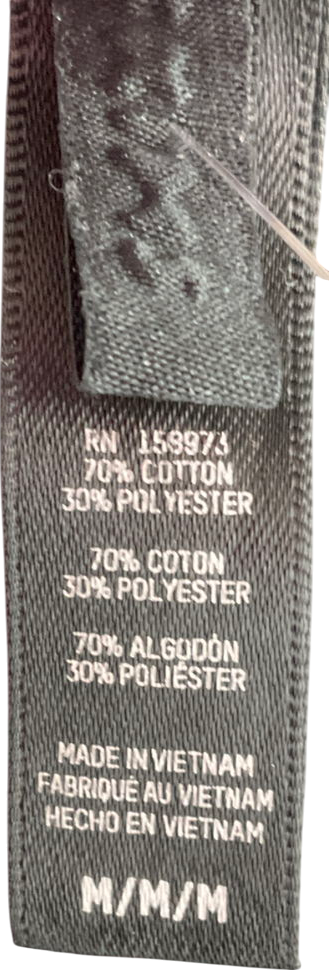 RN 158973
70% COTTON
30% POLYESTER
70% COTON
30% POLYESTER
70% ALGODÓN
30% POLIÉSTER
MADE IN VIETNAM
FABRIQUÉ AU VIETNAM
HECHO EN VIETNAM
M/M/M